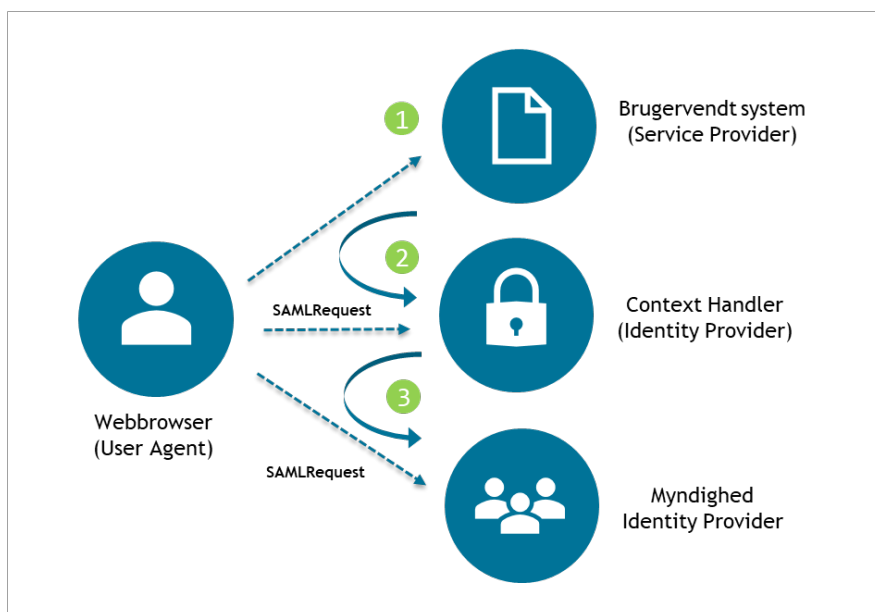 1
Brugervendt system
(Service Provider)
2
SAMLRequest
Context Handler
(Identity Provider)
3
Webbrowser
(User Agent)
SAMLRequest
Myndighed
Identity Provider